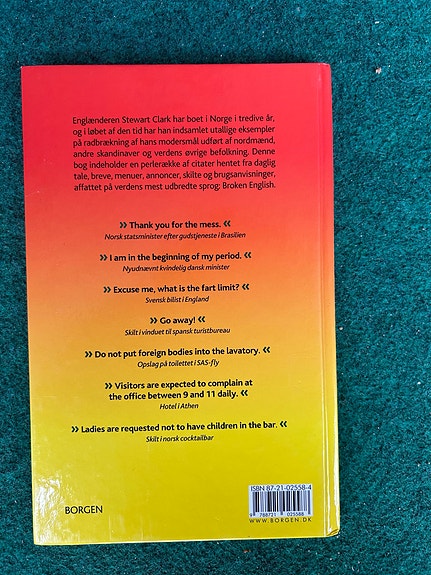 Englænderen Stewart Clark har boet i Norge i tredive år,
og i løbet af den tid har han indsamlet utallige eksempler
på radbrækning af hans modersmål udført af nordmænd,
andre skandinaver og verdens øvrige befolkning. Denne
bog indeholder en perlerække af citater hentet fra daglig
tale, breve, menuer, annoncer, skilte og brugsanvisninger,
affattet på verdens mest udbredte sprog: Broken English.
» Thank you for the mess. «
Norsk statsminister efter gudstjeneste i Brasilien
» I am in the beginning of my period. «
Nyudnævnt kvindelig dansk minister
» Excuse me, what is the fart limit? «
Svensk bilist i England
» Go away! «
Skilt i vinduet til spansk turistbureau
» Do not put foreign bodies into the lavatory. «
Opslag på toilettet i SAS-fly
» Visitors are expected to complain at
the office between 9 and 11 daily. «
Hotel i Athen
» Ladies are requested not to have children in the bar. «
Skilt i norsk cocktailbar
ISBN 87-21-02558-4
9 788721 025588
WWW.BORGEN.DK
BORGEN